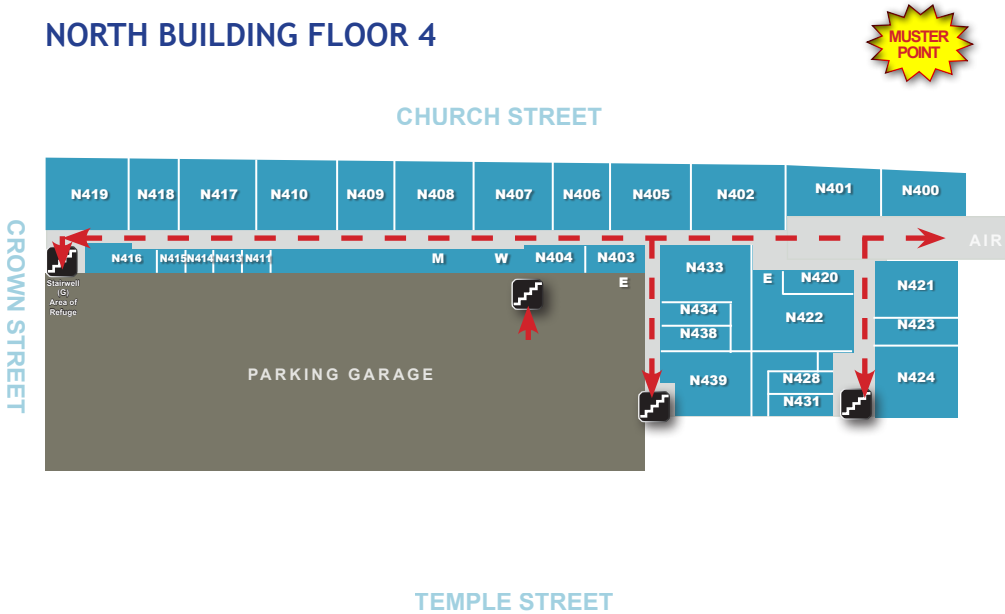 NORTH BUILDING FLOOR 4
MUSTER
POINT
CHURCH STREET
N419 N418 N417 N410 N409 N408 N407 N406 N405 N402 N401 N400
AIR
CROWN STREET
N416 N415 N414 N413 N411 M W N404 N403
E
N433
E N420
N421
Stairwell
(G)
Area of
Refuge
N434
N422
N423
N438
PARKING GARAGE
N439
N428
N424
N431
TEMPLE STREET